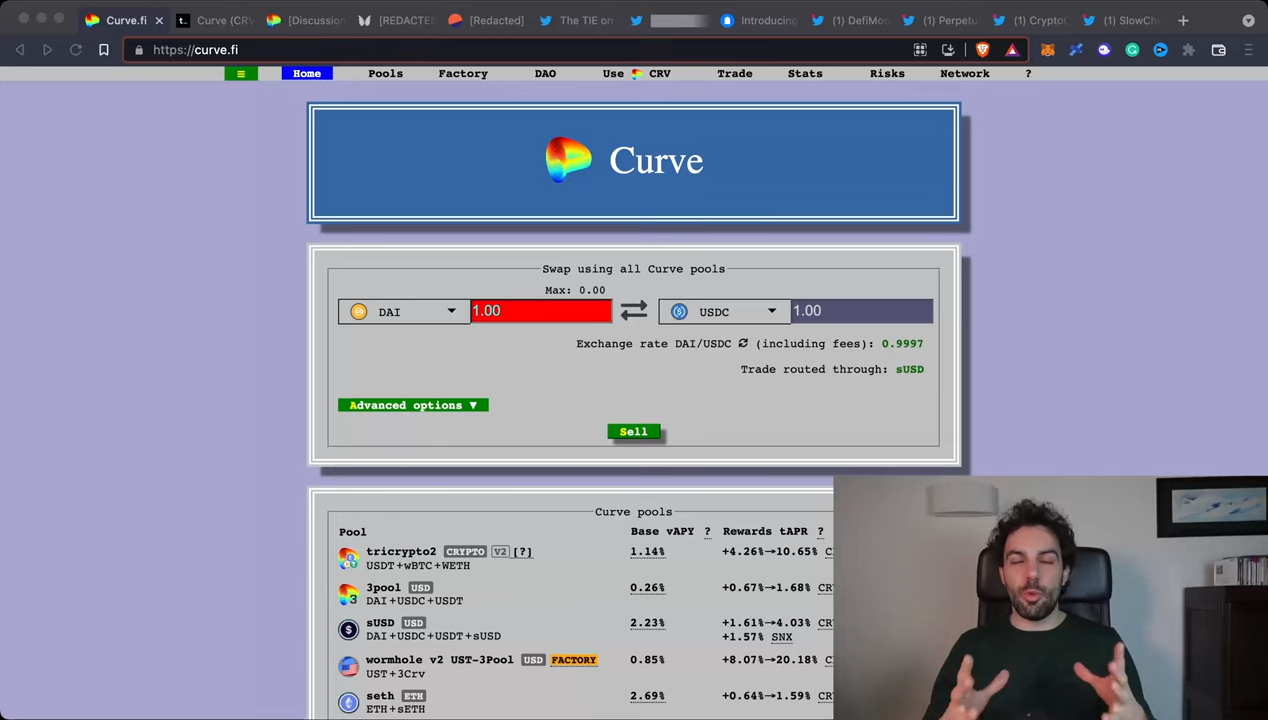 Curve.fi
Curve (CRV
[Discussion
[REDACTED
[Redacted]
The TIE on
Introducing
(1) DefiMoo
(1) Perpetu
(1) CryptoC
(1) SlowCh
https://curve.fi
Home Pools Factory DAO Use CRV Trade Stats Risks Network ?
Curve
Swap using all Curve pools
Max: 0.00
DAI 1.00 USDC 1.00
Exchange rate DAI/USDC (including fees): 0.9997
Trade routed through: sUSD
Advanced options ▼
Sell
Curve pools
Pool Base vAPY ? Rewards tAPR ?
tricrypto2 CRYPTO V2 [?] 1.14% +4.26%→10.65% C
USDT+wBTC+WETH
3pool USD 0.26% +0.67%→1.68% CR
DAI+USDC+USDT
sUSD USD 2.23% +1.61%→4.03% CR
DAI+USDC+USDT+sUSD +1.57% SNX
wormhole v2 UST-3Pool USD FACTORY 0.85% +8.07%→20.18% C
UST+3Crv
seth ETH 2.69% +0.64%→1.59% CR
ETH+sETH